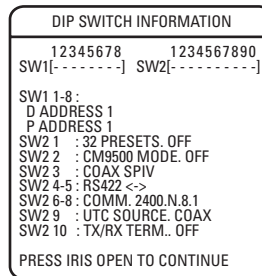 DIP SWITCH INFORMATION
12345678 1234567890
SW1[- - - - - - - -] SW2[- - - - - - - - - -]
SW1 1-8 :
D ADDRESS 1
P ADDRESS 1
SW2 1 : 32 PRESETS. OFF
SW2 2 : CM9500 MODE. OFF
SW2 3 : COAX SPIV
SW2 4-5 : RS422 <->
SW2 6-8 : COMM. 2400.N.8.1
SW2 9 : UTC SOURCE. COAX
SW2 10 : TX/RX TERM.. OFF
PRESS IRIS OPEN TO CONTINUE